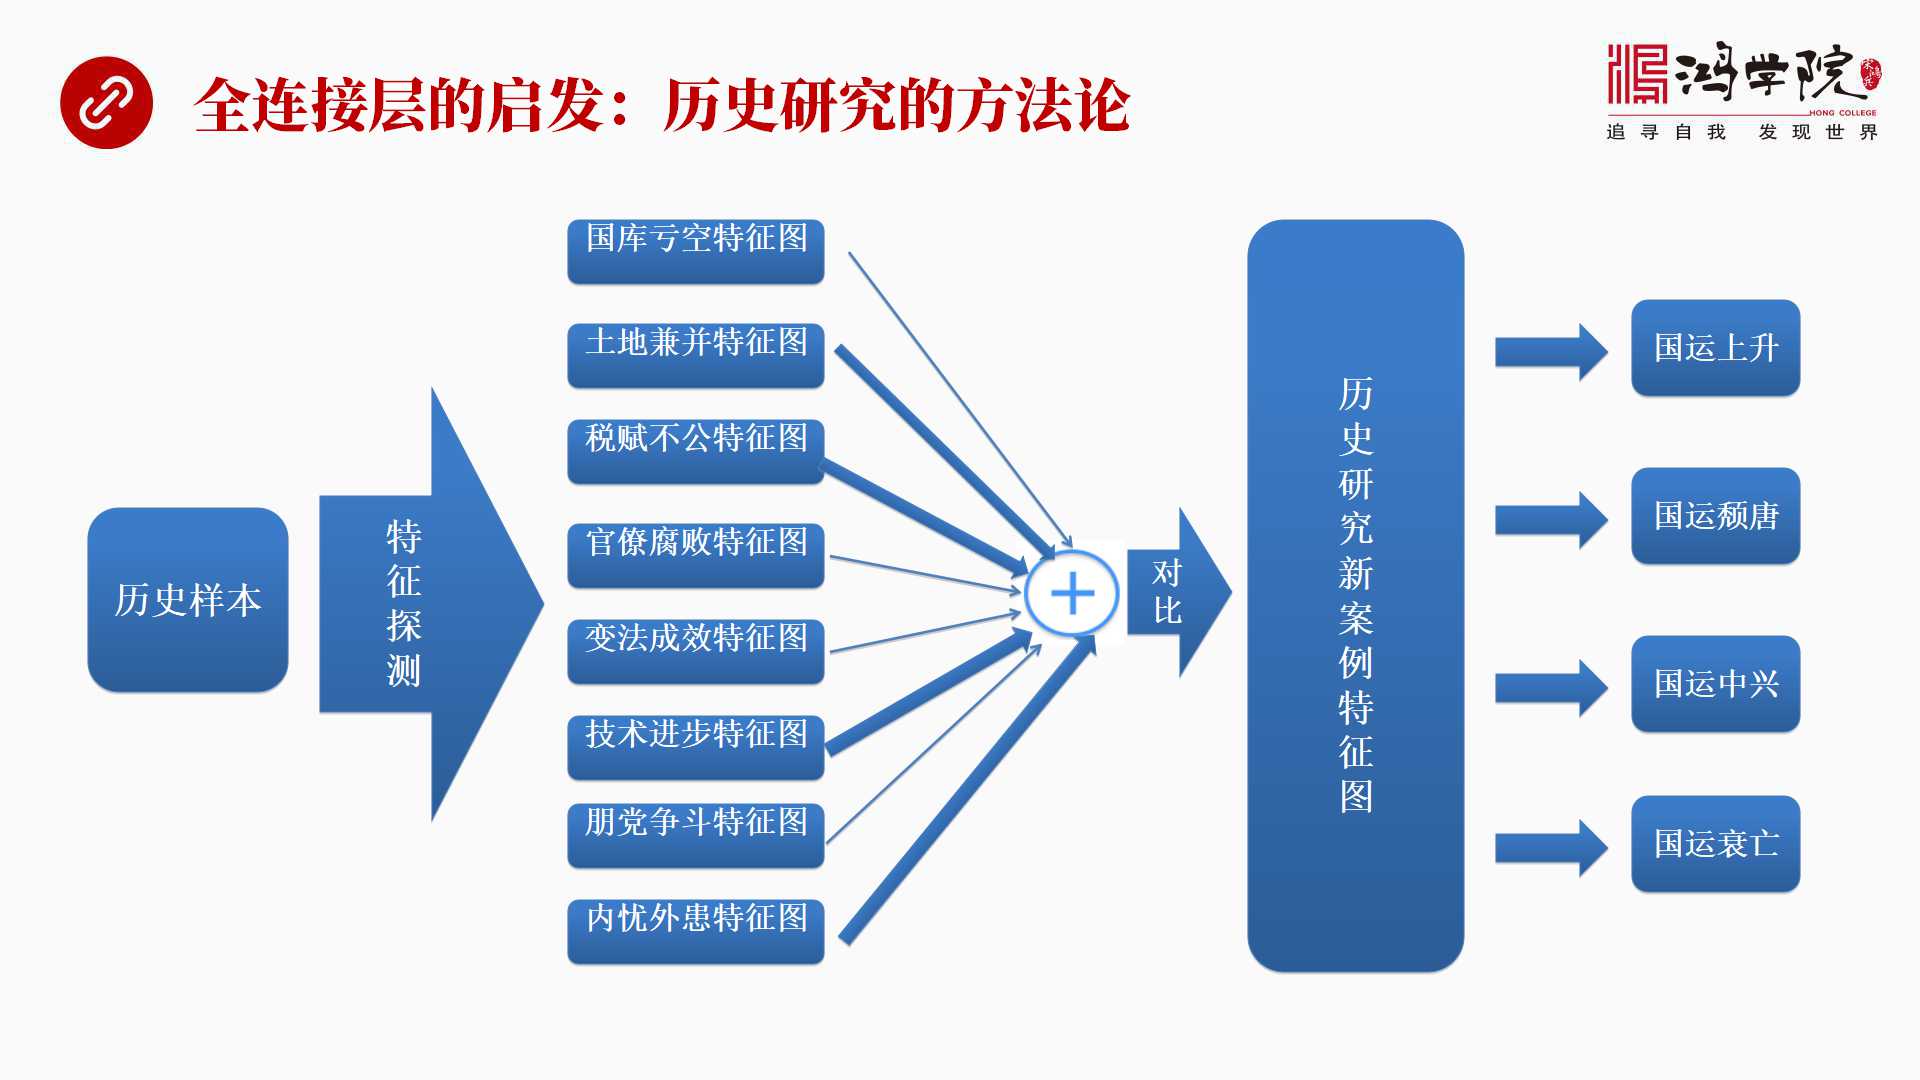 全连接层的启发：历史研究的方法论
鸿学院
宋鸿兵
HONG COLLEGE
追寻自我 发现世界
历史样本
特征探测
国库亏空特征图
土地兼并特征图
税赋不公特征图
官僚腐败特征图
变法成效特征图
技术进步特征图
朋党争斗特征图
内忧外患特征图
对比
历史研究新案例特征图
国运上升
国运颓唐
国运中兴
国运衰亡